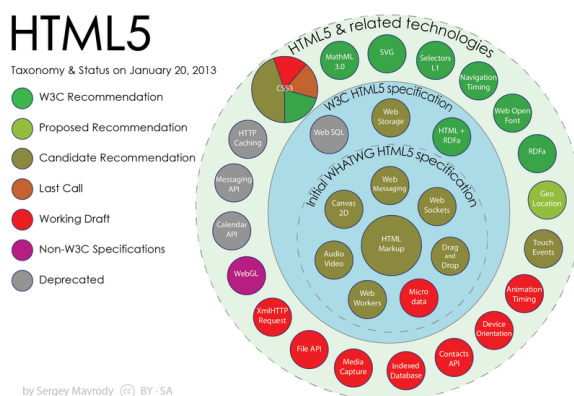 HTML5
Taxonomy & Status on January 20, 2013
W3C Recommendation
Proposed Recommendation
Candidate Recommendation
Last Call
Working Draft
Non-W3C Specifications
Deprecated
by Sergey Mavrody (cc) BY - SA
HTML5 & related technologies
CSS3
MathML
3.0
SVG
Selectors
L1
Navigation
Timing
Web Open
Font
RDFa
Geo
Location
Touch
Events
Animation
Timing
Device
Orientation
Contacts
API
Indexed
Database
Media
Capture
File API
XmlHTTP
Request
WebGL
Calendar
API
Messaging
API
HTTP
Caching
W3C HTML5 specification
Web SQL
Web
Storage
HTML +
RDFa
Initial WHATWG HTML5 specification
Web
Messaging
Canvas
2D
Web
Sockets
HTML
Markup
Audio
Video
Drag
and
Drop
Web
Workers
Micro
data